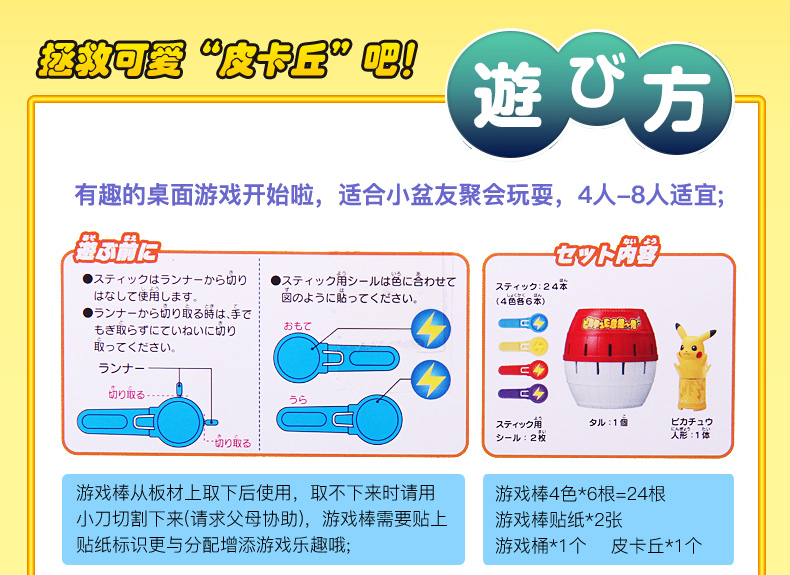 拯救可爱“皮卡丘”吧!
遊び方
有趣的桌面游戏开始啦，适合小盆友聚会玩耍，4人-8人适宜;
遊ぶ前に
●スティックはランナーから切り
はなして使用します。
●ランナーから切り取る時は、手で
もぎ取らずにていねいに切り
取ってください。
ランナー
切り取る
切り取る
●スティック用シールは色に合わせて
図のように貼ってください。
おもて
うら
セット内容
スティック：24本
(4色各6本)
スティック用
シール：2枚
タル：1個
ピカチュウ
人形：1体
游戏棒从板材上取下后使用，取不下来时请用
小刀切割下来(请求父母协助)，游戏棒需要贴上
贴纸标识更与分配增添游戏乐趣哦;
游戏棒4色*6根=24根
游戏棒贴纸*2张
游戏桶*1个 皮卡丘*1个